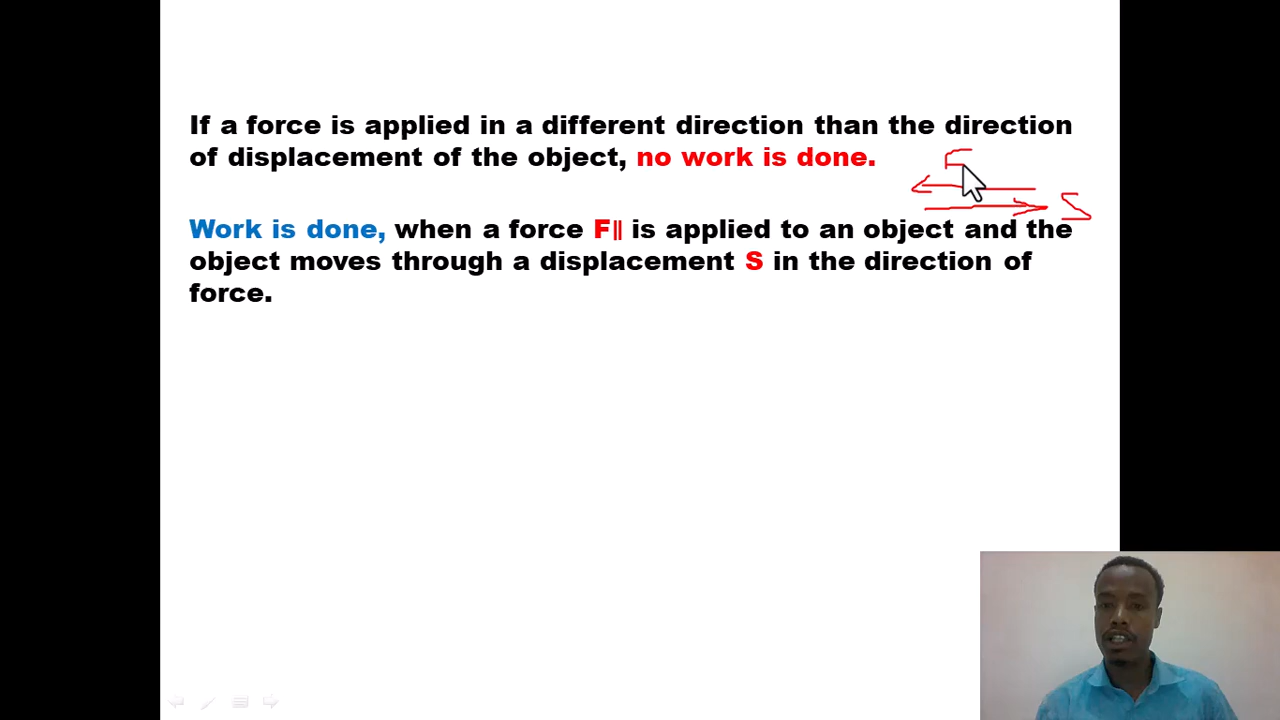 If a force is applied in a different direction than the direction
of displacement of the object, no work is done.
F
S
Work is done, when a force F∥ is applied to an object and the
object moves through a displacement S in the direction of
force.